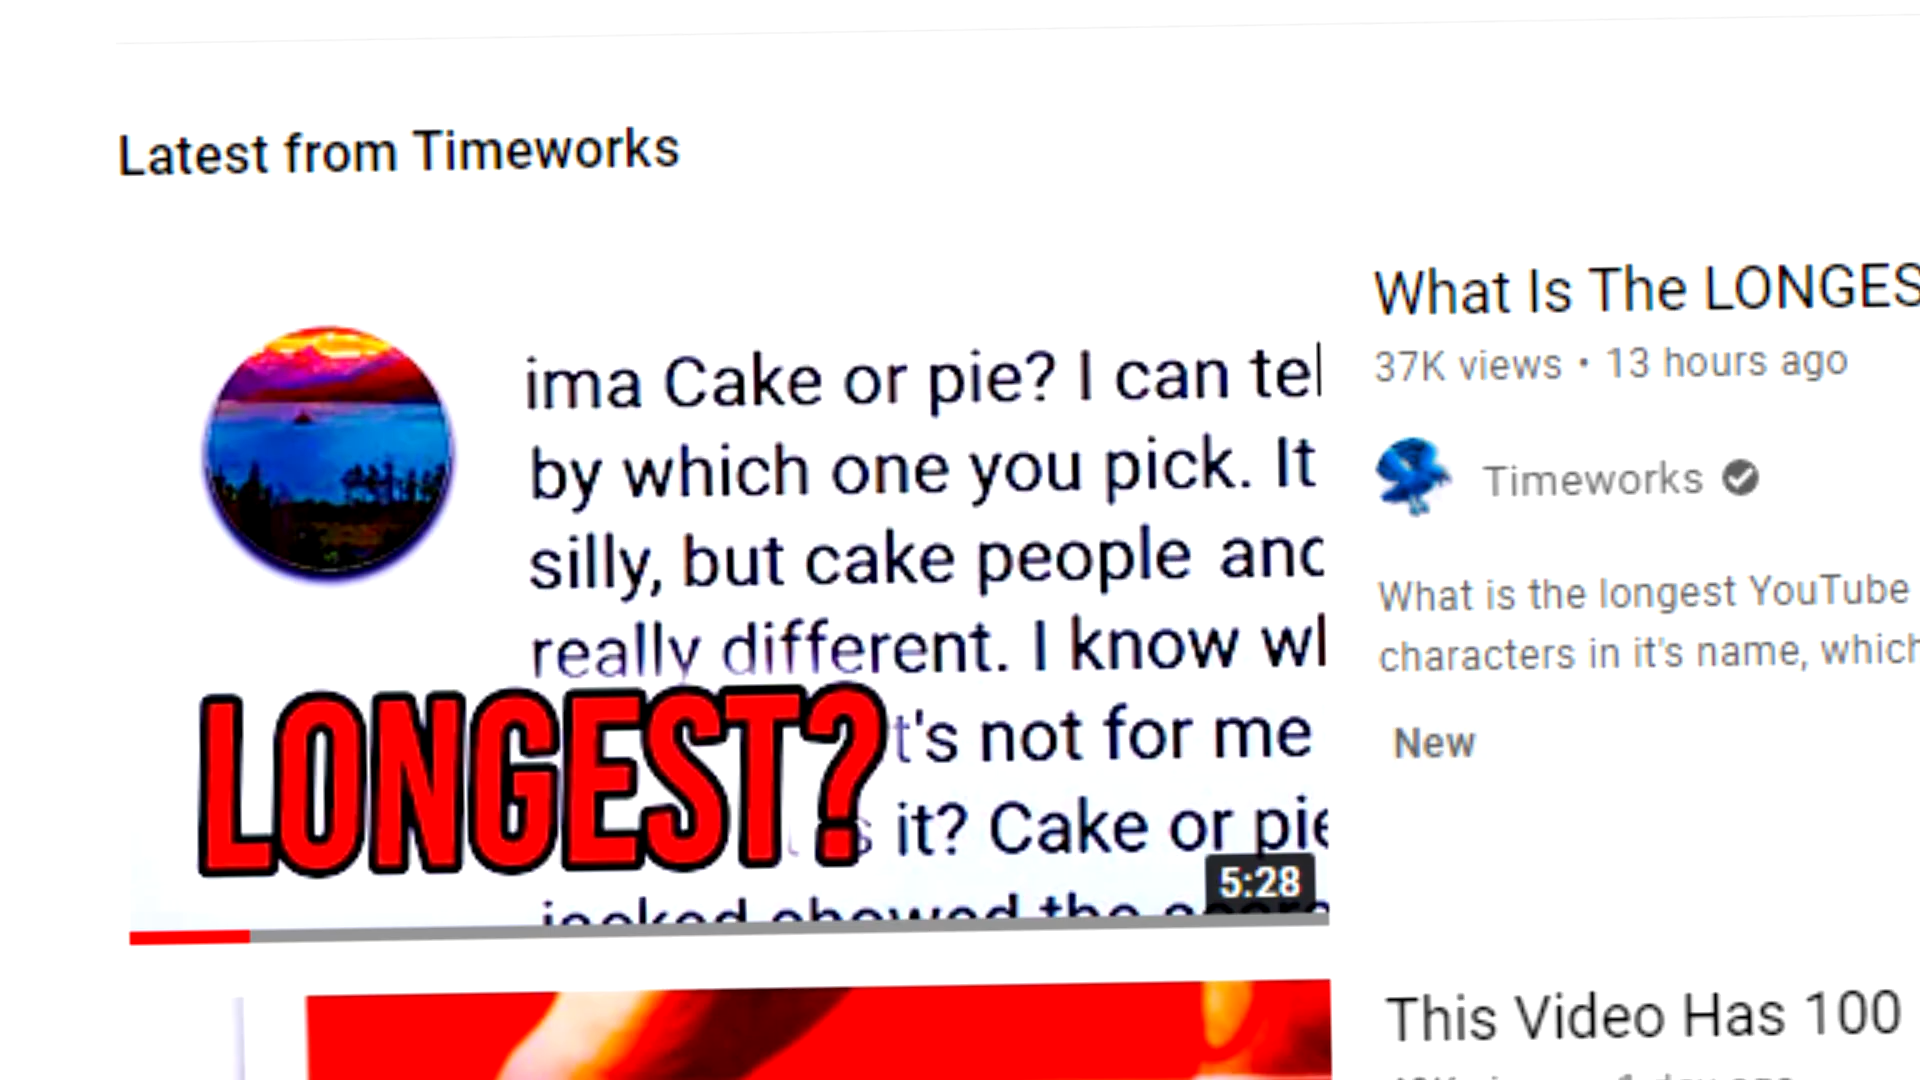 Latest from Timeworks
ima Cake or pie? I can tel
by which one you pick. It
silly, but cake people and
really different. I know wh
t's not for me
s it? Cake or pie
LONGEST?
5:28
What Is The LONGES
37K views • 13 hours ago
Timeworks
What is the longest YouTube
characters in it's name, which
New
This Video Has 100